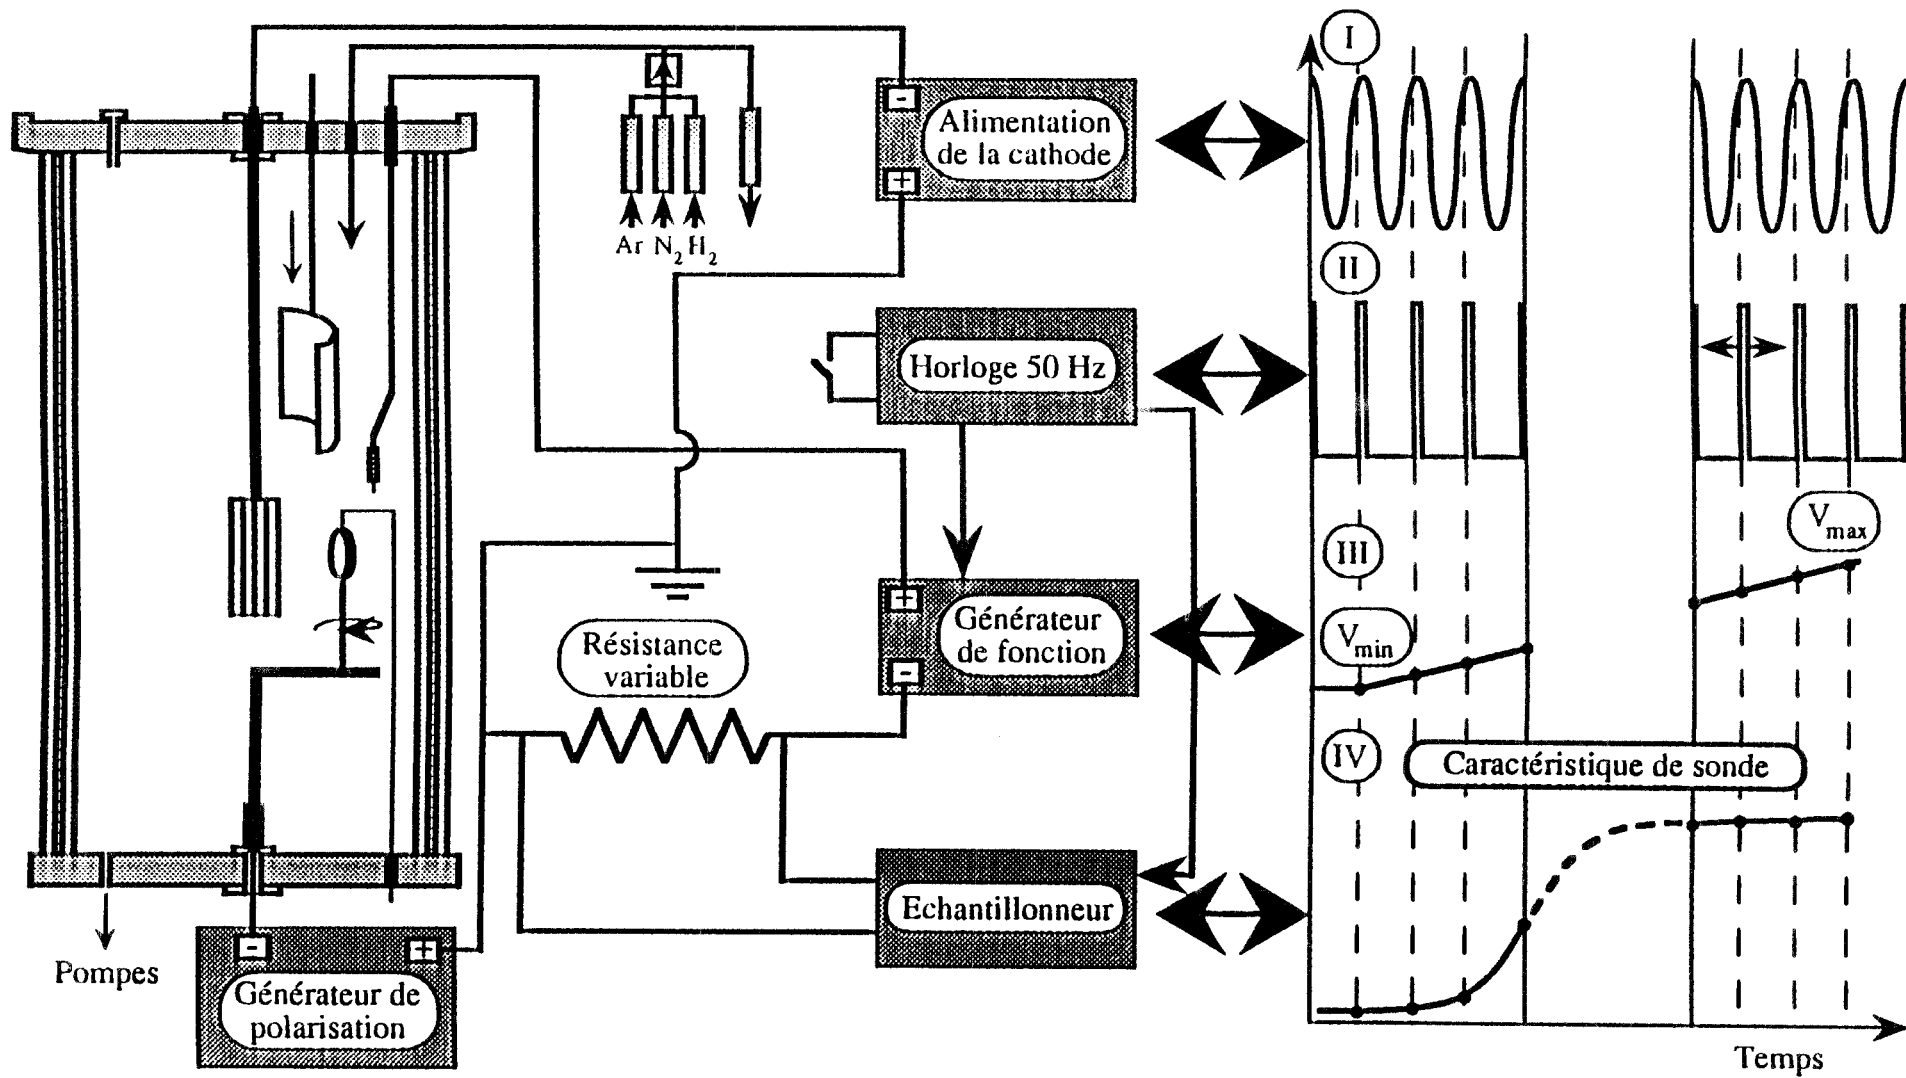 I
-
Alimentation
de la cathode
+
Ar N2 H2
II
Horloge 50 Hz
Vmax
III
+
Générateur
de fonction
-
Vmin
Résistance
variable
IV
Caractéristique de sonde
Echantillonneur
-
+
Pompes
Générateur de
polarisation
Temps